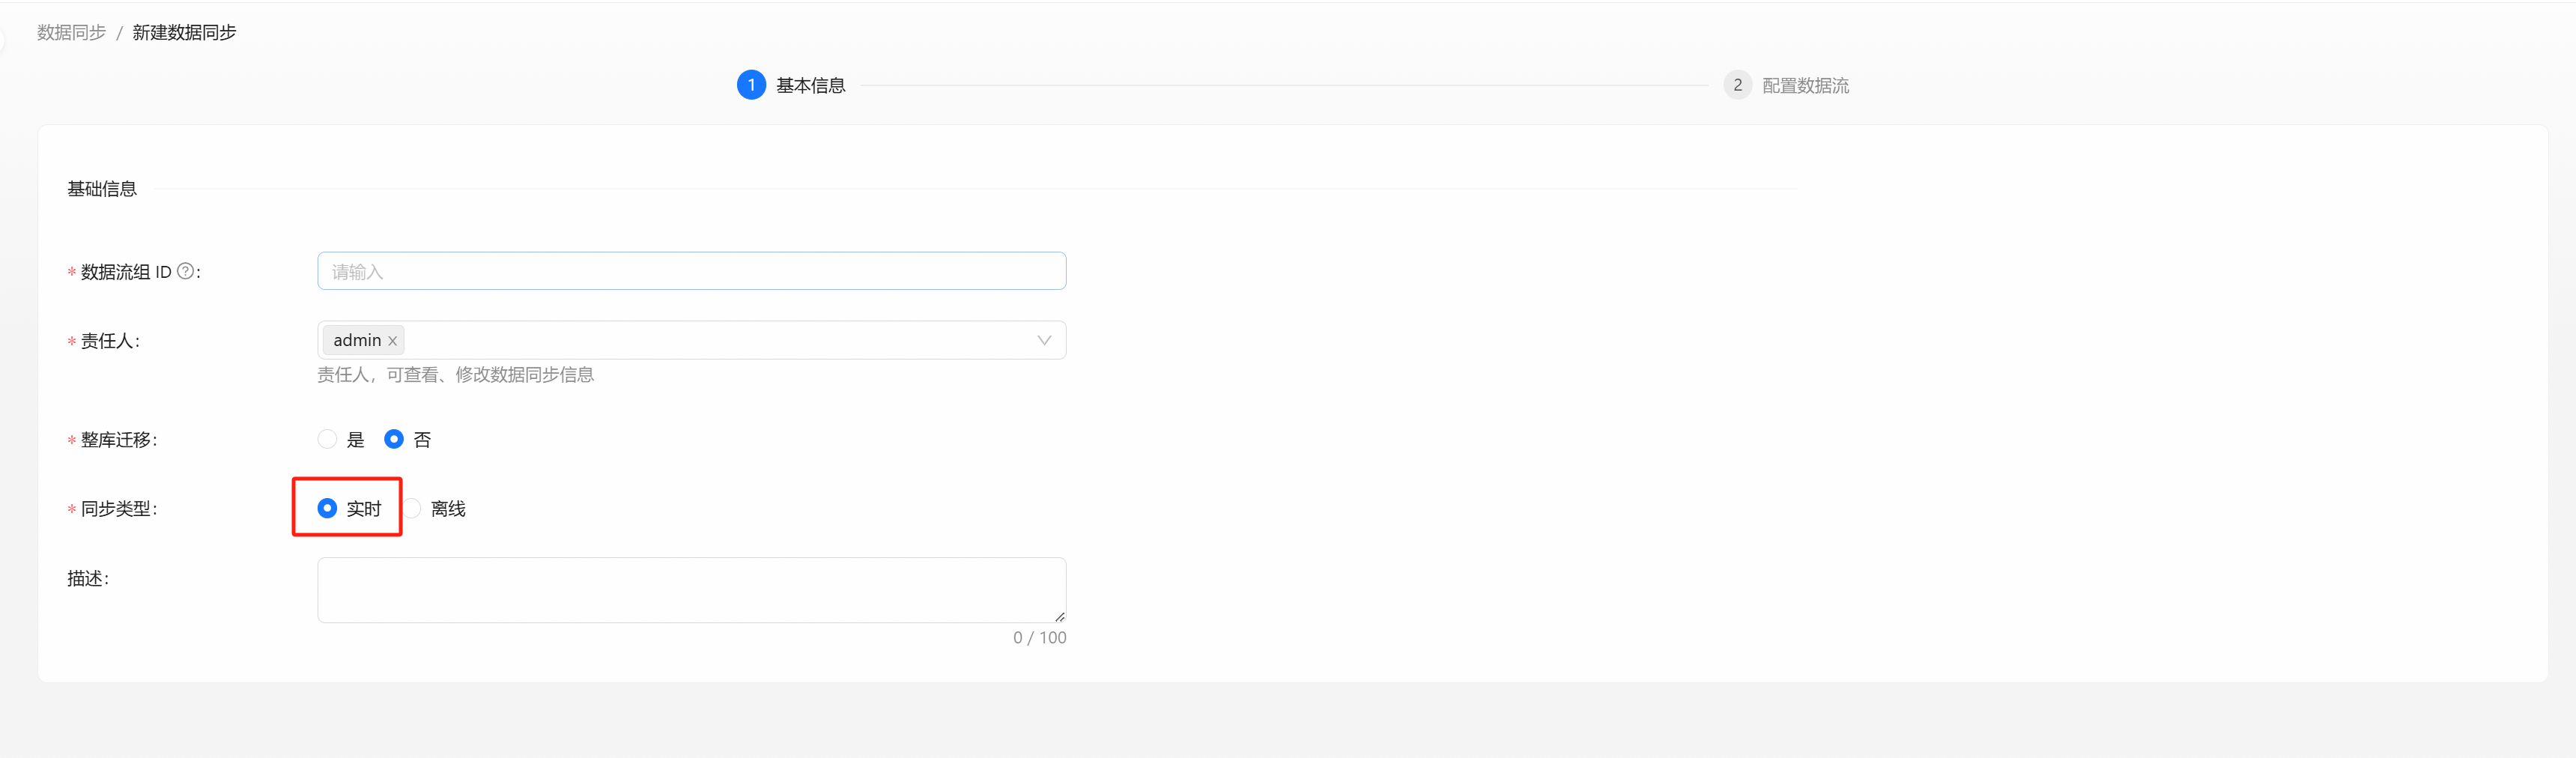 数据同步 / 新建数据同步
1 基本信息 2 配置数据流
基础信息
* 数据流组 ID ? :
请输入
* 责任人:
admin ×
责任人，可查看、修改数据同步信息
* 整库迁移: 是 否
* 同步类型: 实时 离线
描述:
0 / 100